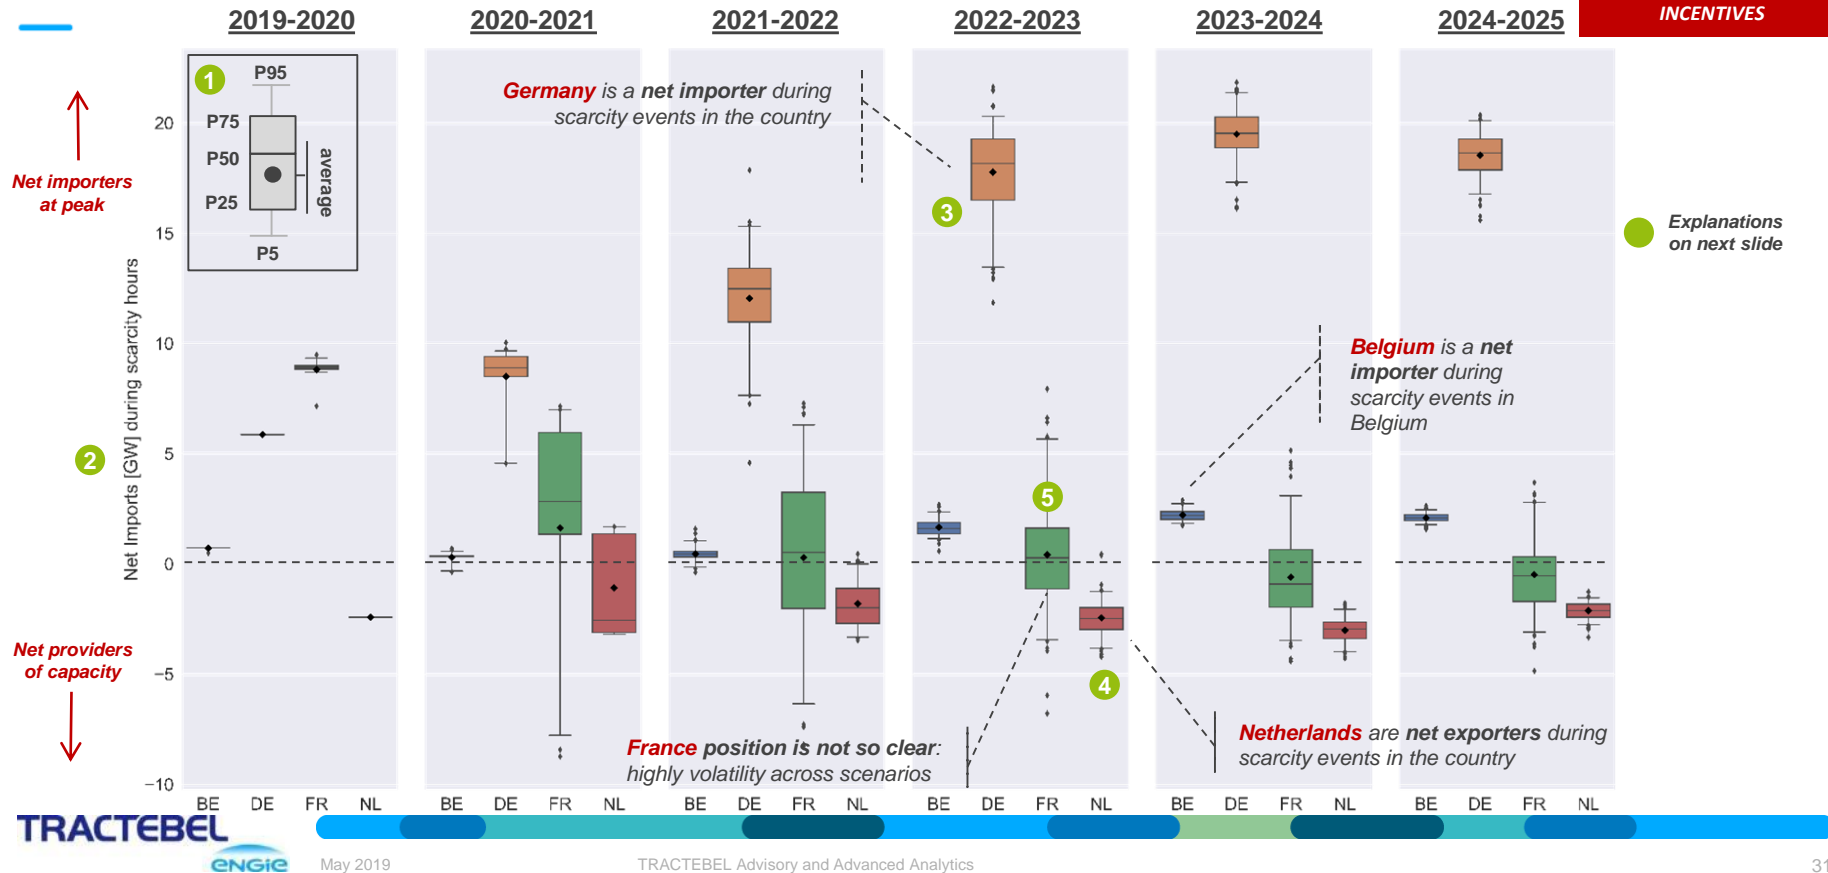 2019-2020
2020-2021
2021-2022
2022-2023
2023-2024
2024-2025
INCENTIVES
1
P95
P75
P50
P25
P5
average
Germany is a net importer during
scarcity events in the country
Net importers
at peak
3
Explanations
on next slide
Belgium is a net
importer during
scarcity events in
Belgium
2
Net Imports [GW] during scarcity hours
20
15
10
5
0
−5
−10
5
4
Net providers
of capacity
France position is not so clear:
highly volatility across scenarios
Netherlands are net exporters during
scarcity events in the country
BE DE FR NL
BE DE FR NL
BE DE FR NL
BE DE FR NL
BE DE FR NL
BE DE FR NL
TRACTEBEL
ENGIE
May 2019
TRACTEBEL Advisory and Advanced Analytics
31